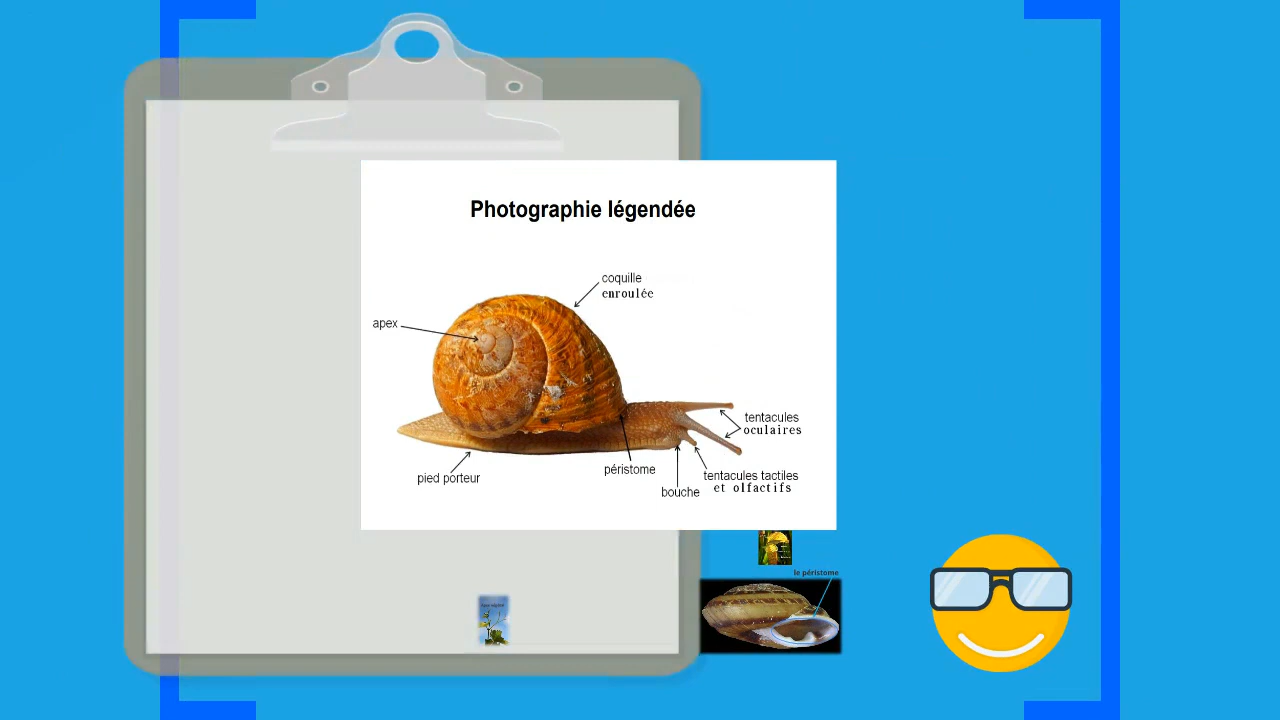 Photographie légendée
coquille
enroulée
apex
tentacules
oculaires
péristome
pied porteur
tentacules tactiles
et olfactifs
bouche
le péristome